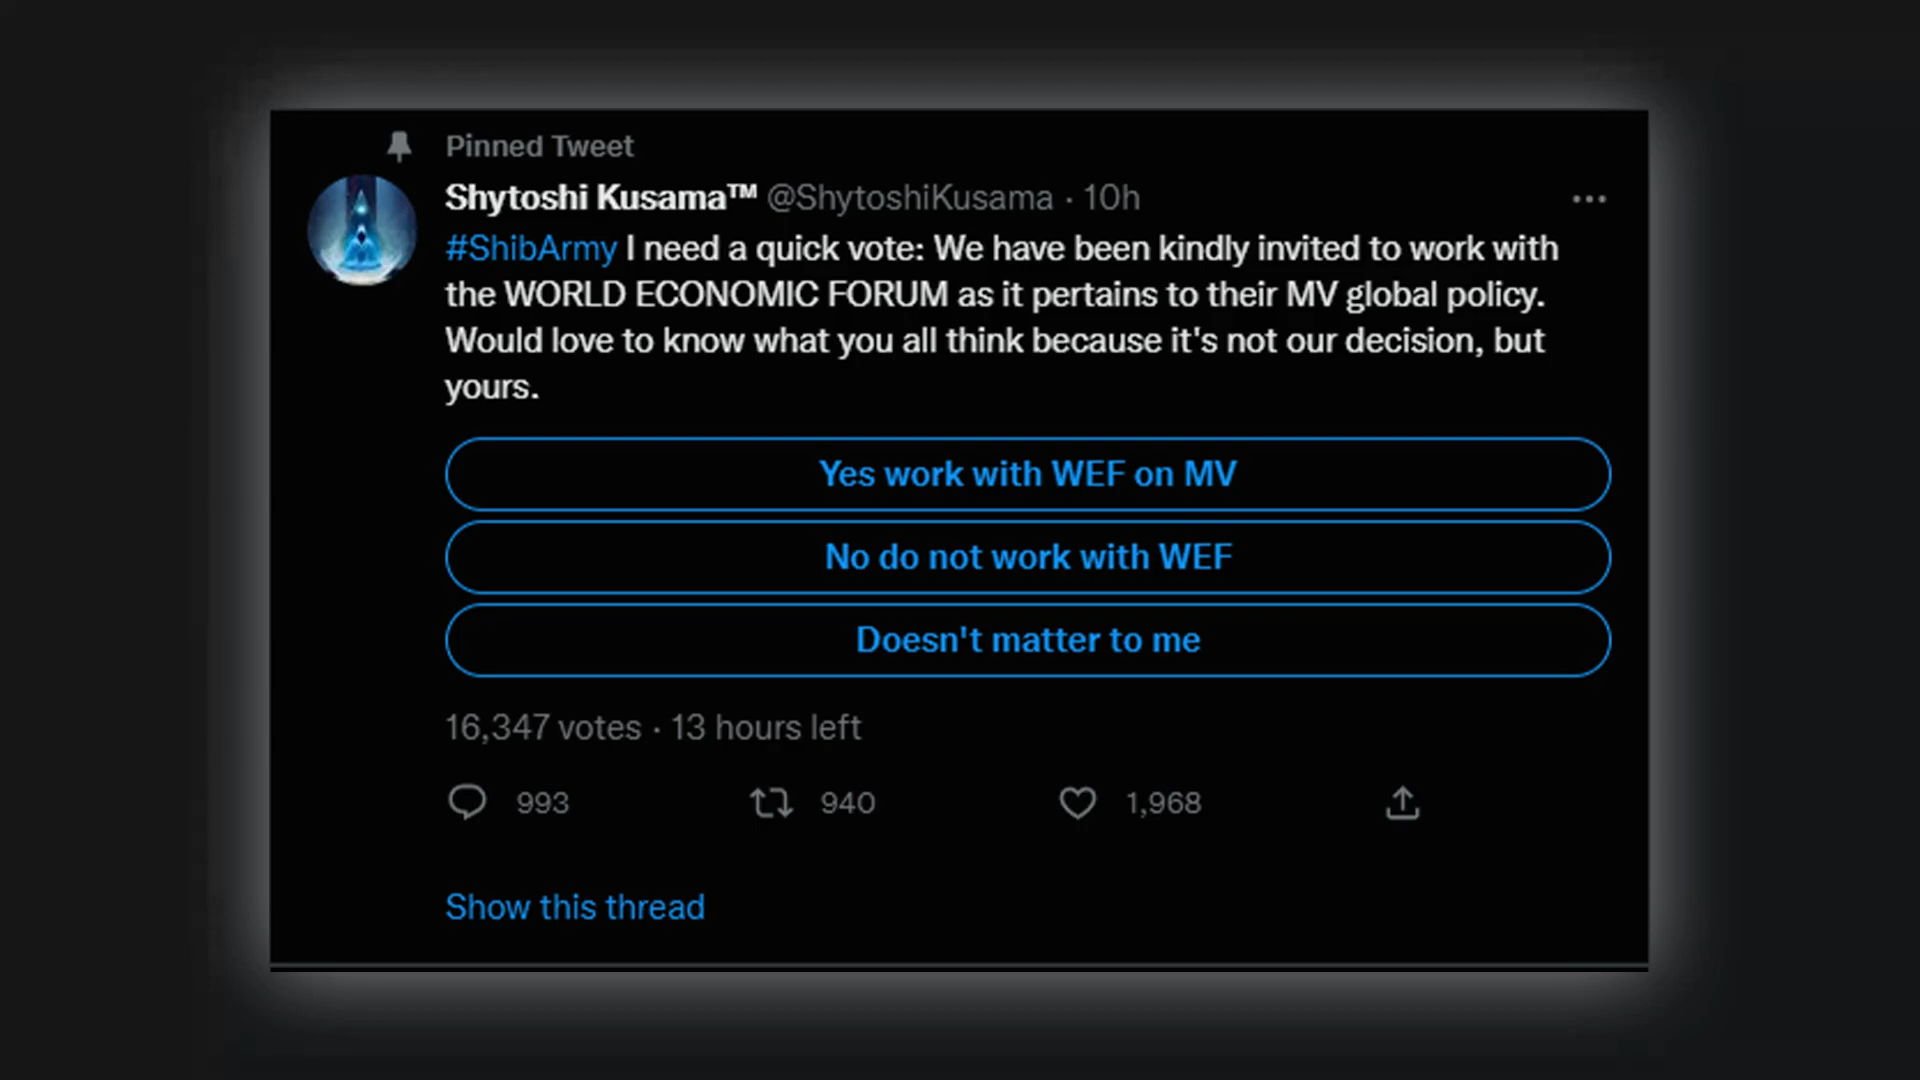 Pinned Tweet
Shytoshi Kusama™ @ShytoshiKusama · 10h
#ShibArmy I need a quick vote: We have been kindly invited to work with
the WORLD ECONOMIC FORUM as it pertains to their MV global policy.
Would love to know what you all think because it's not our decision, but
yours.
Yes work with WEF on MV
No do not work with WEF
Doesn't matter to me
16,347 votes · 13 hours left
993 940 1,968
Show this thread